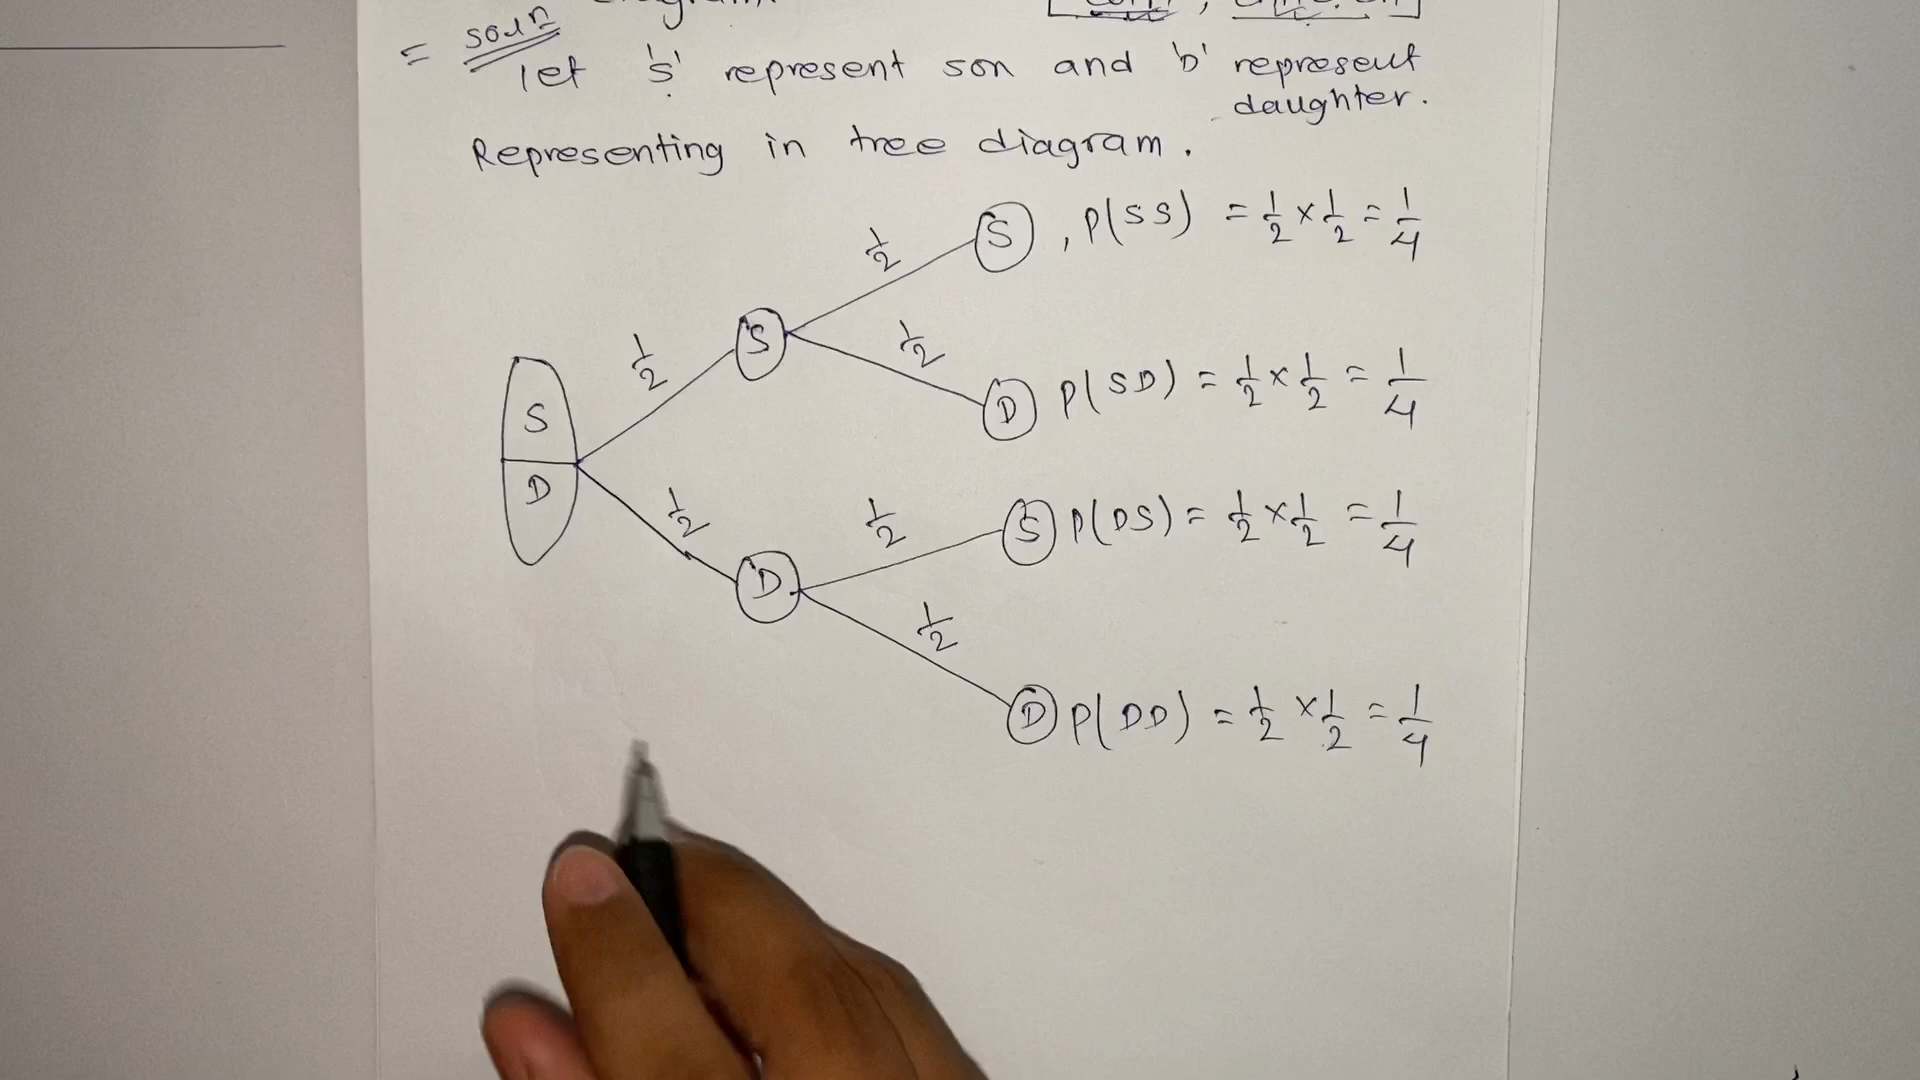 = soln
let 's' represent son and 'D' represent
daughter.
Representing in tree diagram.
1/2 S , P(SS) = 1/2 × 1/2 = 1/4
1/2 S 1/2
S D P(SD) = 1/2 × 1/2 = 1/4
D
1/2 1/2 S P(DS) = 1/2 × 1/2 = 1/4
D 1/2
D P(DD) = 1/2 × 1/2 = 1/4